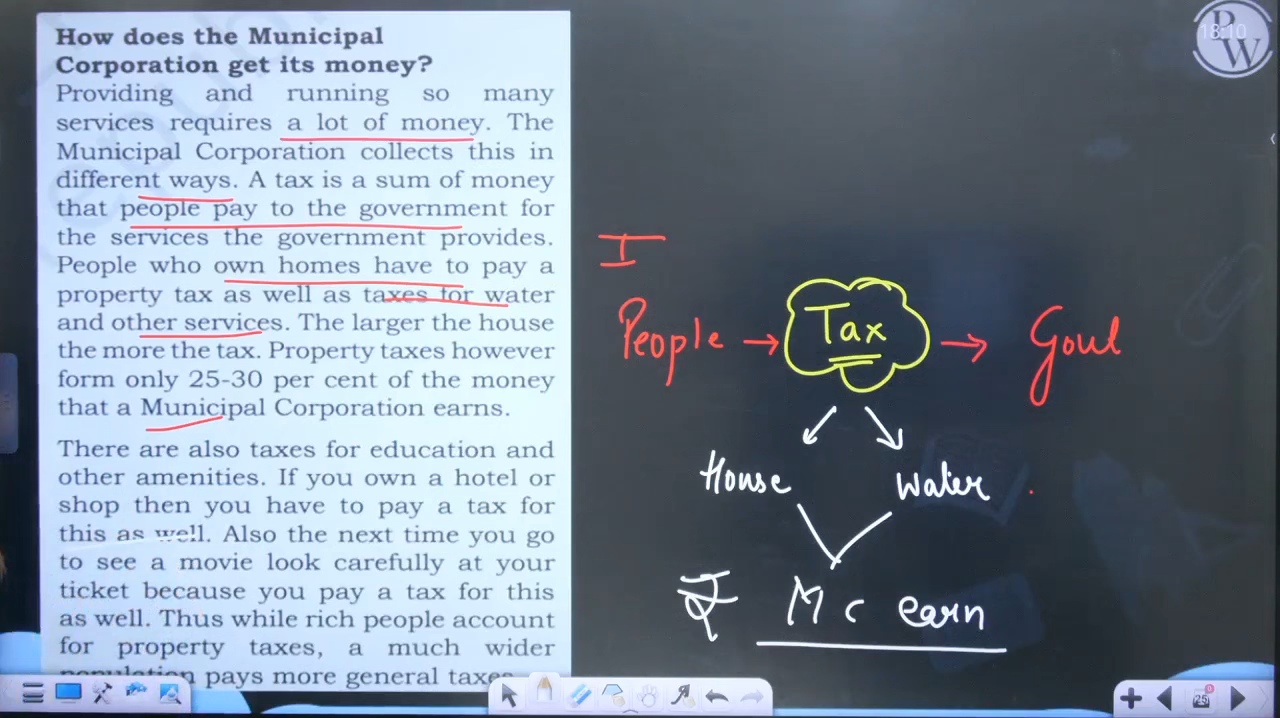 How does the Municipal
Corporation get its money?
Providing and running so many
services requires a lot of money. The
Municipal Corporation collects this in
different ways. A tax is a sum of money
that people pay to the government for
the services the government provides.
People who own homes have to pay a
property tax as well as taxes for water
and other services. The larger the house
the more the tax. Property taxes however
form only 25-30 per cent of the money
that a Municipal Corporation earns.
There are also taxes for education and
other amenities. If you own a hotel or
shop then you have to pay a tax for
this as well. Also the next time you go
to see a movie look carefully at your
ticket because you pay a tax for this
as well. Thus while rich people account
for property taxes, a much wider
population pays more general taxes
PW
18:10
I
People → Tax → Govt
House Water
₹ Mc earn
25